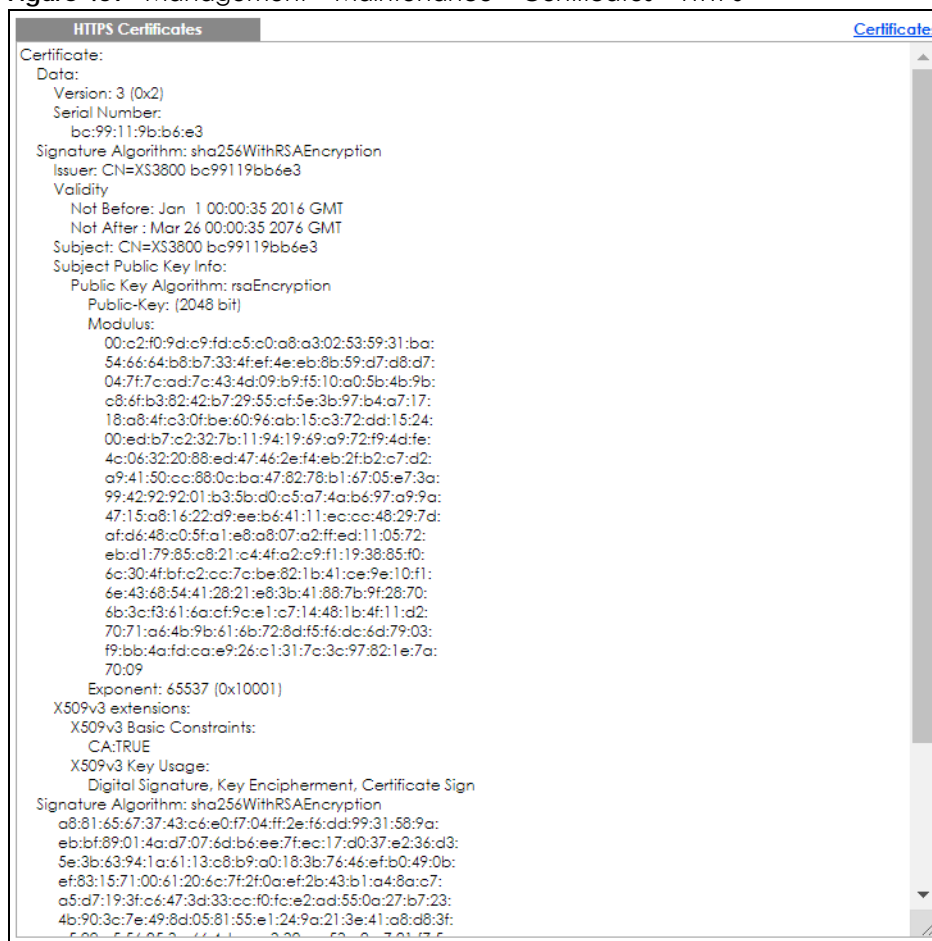 HTTPS Certificates
Certificates
Certificate:
Data:
Version: 3 (0x2)
Serial Number:
bc:99:11:9b:b6:e3
Signature Algorithm: sha256WithRSAEncryption
Issuer: CN=XS3800 bc99119bb6e3
Validity
Not Before: Jan 1 00:00:35 2016 GMT
Not After : Mar 26 00:00:35 2076 GMT
Subject: CN=XS3800 bc99119bb6e3
Subject Public Key Info:
Public Key Algorithm: rsaEncryption
Public-Key: (2048 bit)
Modulus:
00:c2:f0:9d:c9:fd:c5:c0:a8:a3:02:53:59:31:ba:
54:66:64:b8:b7:33:4f:ef:4e:eb:8b:59:d7:d8:d7:
04:7f:7c:ad:7c:43:4d:09:b9:f5:10:a0:5b:4b:9b:
c8:6f:b3:82:42:b7:29:55:cf:5e:3b:97:b4:a7:17:
18:a8:4f:c3:0f:be:60:96:ab:15:c3:72:dd:15:24:
00:ed:b7:c2:32:7b:11:94:19:69:a9:72:f9:4d:fe:
4c:06:32:20:88:ed:47:46:2e:f4:eb:2f:b2:c7:d2:
a9:41:50:cc:88:0c:ba:47:82:78:b1:67:05:e7:3a:
99:42:92:92:01:b3:5b:d0:c5:a7:4a:b6:97:a9:9a:
47:15:a8:16:22:d9:ee:b6:41:11:ec:cc:48:29:7d:
af:d6:48:c0:5f:a1:e8:a8:07:a2:ff:ed:11:05:72:
eb:d1:79:85:c8:21:c4:4f:a2:c9:f1:19:38:85:f0:
6c:30:4f:bf:c2:cc:7c:be:82:1b:41:ce:9e:10:f1:
6e:43:68:54:41:28:21:e8:3b:41:88:7b:9f:28:70:
6b:3c:f3:61:6a:cf:9c:e1:c7:14:48:1b:4f:11:d2:
70:71:a6:4b:9b:61:6b:72:8d:f5:f6:dc:6d:79:03:
f9:bb:4a:fd:ca:e9:26:c1:31:7c:3c:97:82:1e:7a:
70:09
Exponent: 65537 (0x10001)
X509v3 extensions:
X509v3 Basic Constraints:
CA:TRUE
X509v3 Key Usage:
Digital Signature, Key Encipherment, Certificate Sign
Signature Algorithm: sha256WithRSAEncryption
a8:81:65:67:37:43:c6:e0:f7:04:ff:2e:f6:dd:99:31:58:9a:
eb:bf:89:01:4a:d7:07:6d:b6:ee:7f:ec:17:d0:37:e2:36:d3:
5e:3b:63:94:1a:61:13:c8:b9:a0:18:3b:76:46:ef:b0:49:0b:
ef:83:15:71:00:61:20:6c:7f:2f:0a:ef:2b:43:b1:a4:8a:c7:
a5:d7:19:3f:c6:47:3d:33:cc:f0:fc:e2:ad:55:0a:27:b7:23:
4b:90:3c:7e:49:8d:05:81:55:e1:24:9a:21:3e:41:a8:d8:3f: